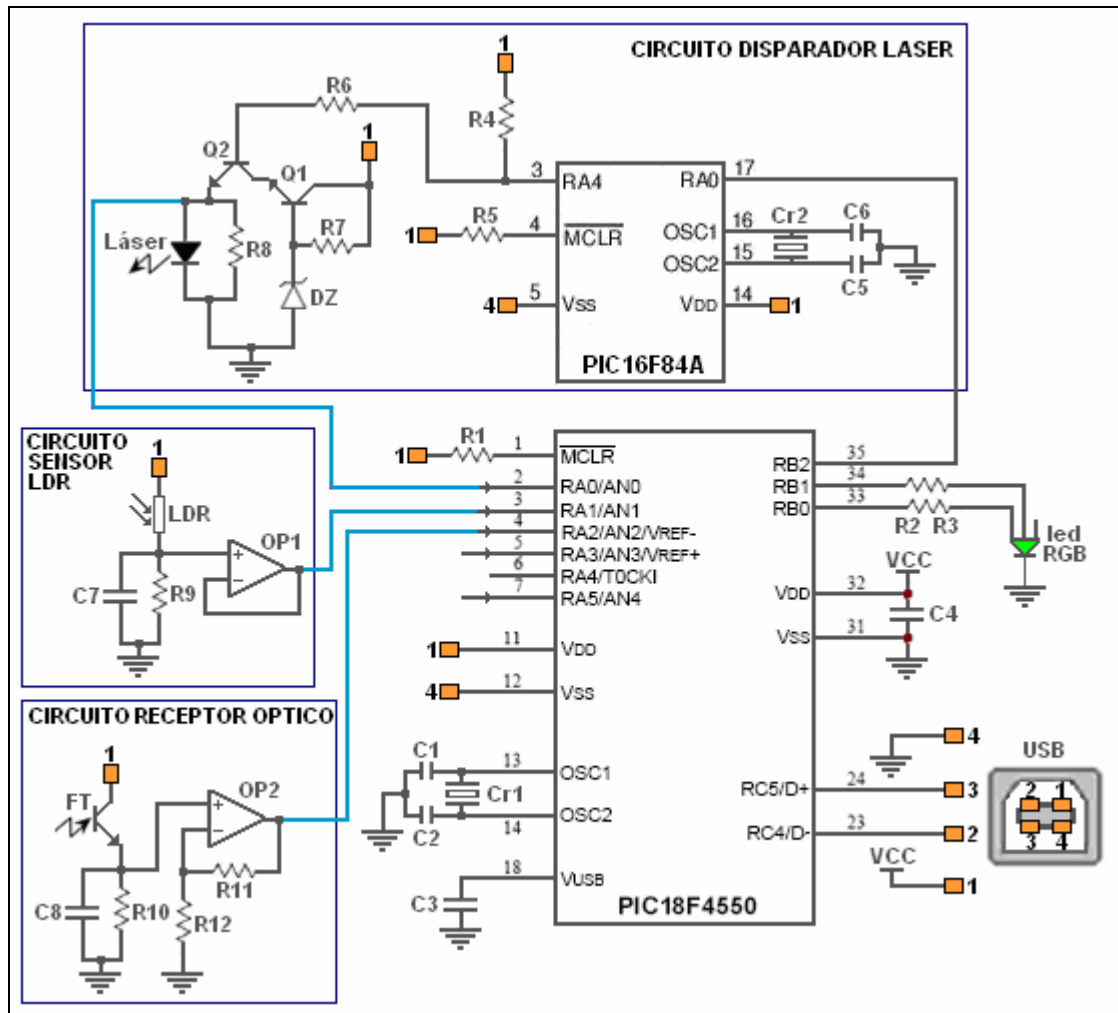 CIRCUITO DISPARADOR LASER
1
R6
R4
1
Q2
Q1
3
RA4
RA0
17
R5
1
4
MCLR
OSC1
16
Cr2
C6
Láser
R8
R7
OSC2
15
C5
DZ
4
5
VSS
VDD
14
1
PIC16F84A
CIRCUITO
SENSOR
LDR
1
LDR
OP1
+
-
C7
R9
R1
1
1
MCLR
2
RA0/AN0
3
RA1/AN1
4
RA2/AN2/VREF-
5
RA3/AN3/VREF+
6
RA4/T0CKI
7
RA5/AN4
RB2
35
RB1
34
RB0
33
R2 R3
led
RGB
VCC
VDD
32
C4
VSS
31
1
11
VDD
4
12
VSS
CIRCUITO RECEPTOR OPTICO
1
FT
OP2
+
-
R11
C8
R10
R12
C1
13
OSC1
Cr1
C2
14
OSC2
18
VUSB
C3
4
USB
RC5/D+
24
3
2 1
3 4
RC4/D-
23
2
VCC
1
PIC18F4550